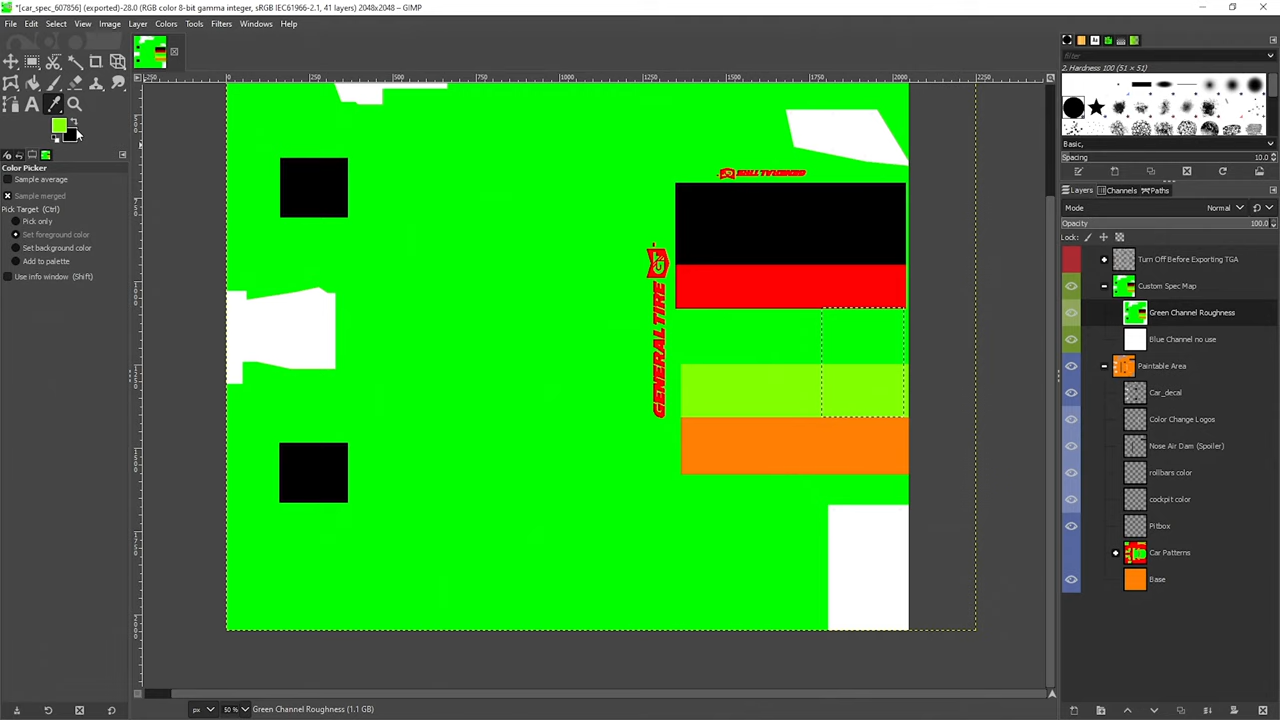 *[car_spec_607856] (exported)-28.0 (RGB color 8-bit gamma integer, sRGB IEC61966-2.1, 41 layers) 2048x2048 – GIMP
File Edit Select View Image Layer Colors Tools Filters Windows Help
Color Picker
Sample average
Sample merged
Pick Target: (Ctrl)
Pick only
Set foreground color
Set background color
Add to palette
Use info window (Shift)
GENERAL TIRE
GENERAL TIRE
px 50 % Green Channel Roughness (1.1 GB)
Filter
2. Hardness 100 (51 × 51)
Basic,
Spacing 10.0
Layers Channels Paths
Mode Normal
Opacity 100.0
Lock:
Turn Off Before Exporting TGA
Custom Spec Map
Green Channel Roughness
Blue Channel no use
Paintable Area
Car_decal
Color Change Logos
Nose Air Dam (Spoiler)
rollbars color
cockpit color
Pitbox
Car Patterns
Base